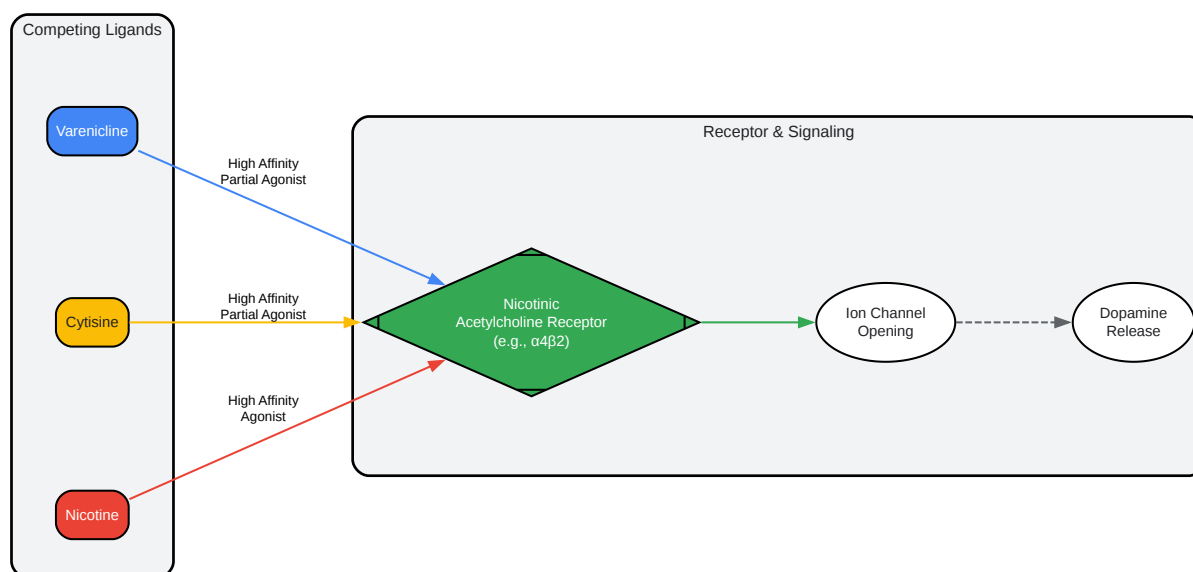 Competing Ligands
Varenicline
Cytisine
Nicotine
High Affinity
Partial Agonist
High Affinity
Partial Agonist
High Affinity
Agonist
Receptor & Signaling
Nicotinic
Acetylcholine Receptor
(e.g., α4β2)
Ion Channel
Opening
Dopamine
Release